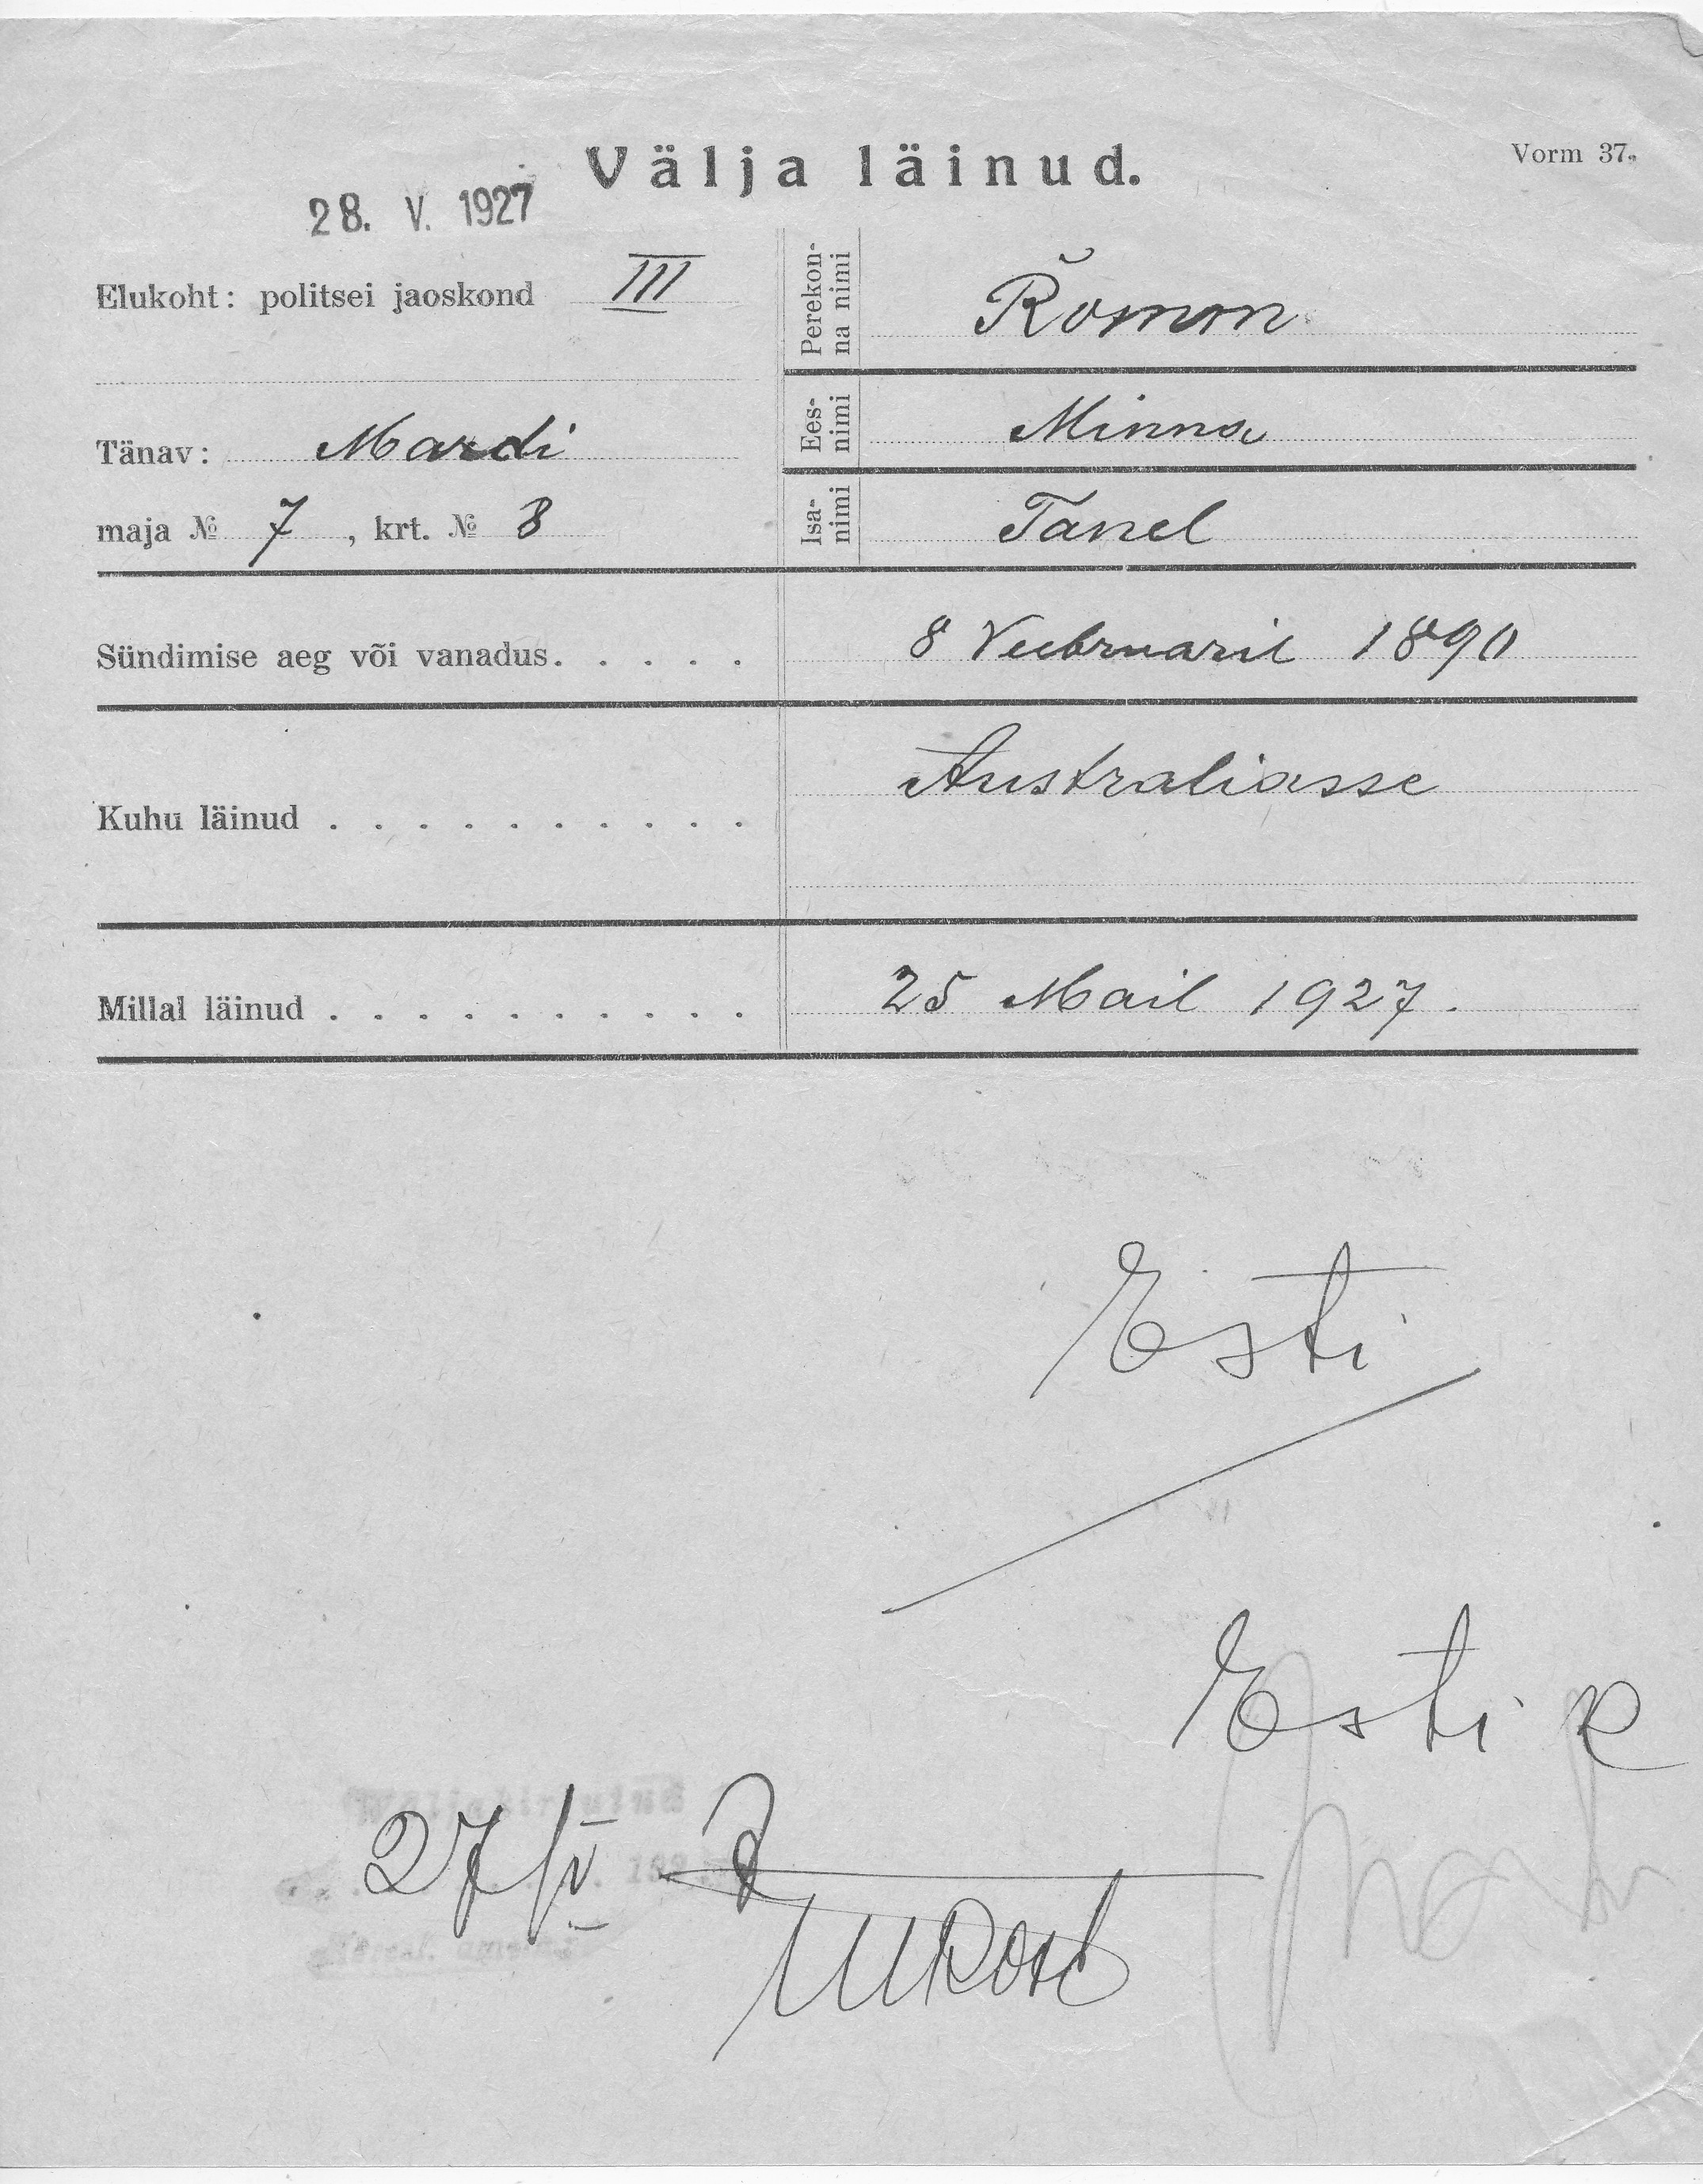 Välja läinud.
Vorm 37.
28. V. 1927
Elukoht: politsei jaoskond III
Tänav: Mardi
maja № 7, krt. № 8
Perekonna nimi
Eesnimi Minna
Isanimi Tanel
Sündimise aeg või vanadus. . . . . 8 Veebruaril 1890
Kuhu läinud . . . . . . . . . . Australiasse
Millal läinud . . . . . . . . . . 25 Mail 1927.
Esti
Esti k
27/V